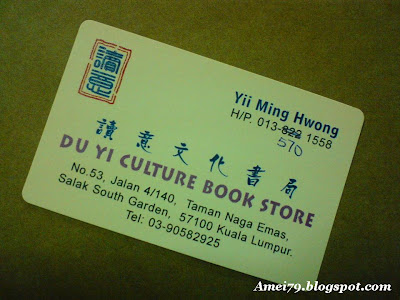 讀意
Yii Ming Hwong
H/P. 013-822 1558
570
讀意文化書局
DU YI CULTURE BOOK STORE
No.53, Jalan 4/140, Taman Naga Emas,
Salak South Garden, 57100 Kuala Lumpur.
Tel: 03-90582925
Amei79.blogspot.com